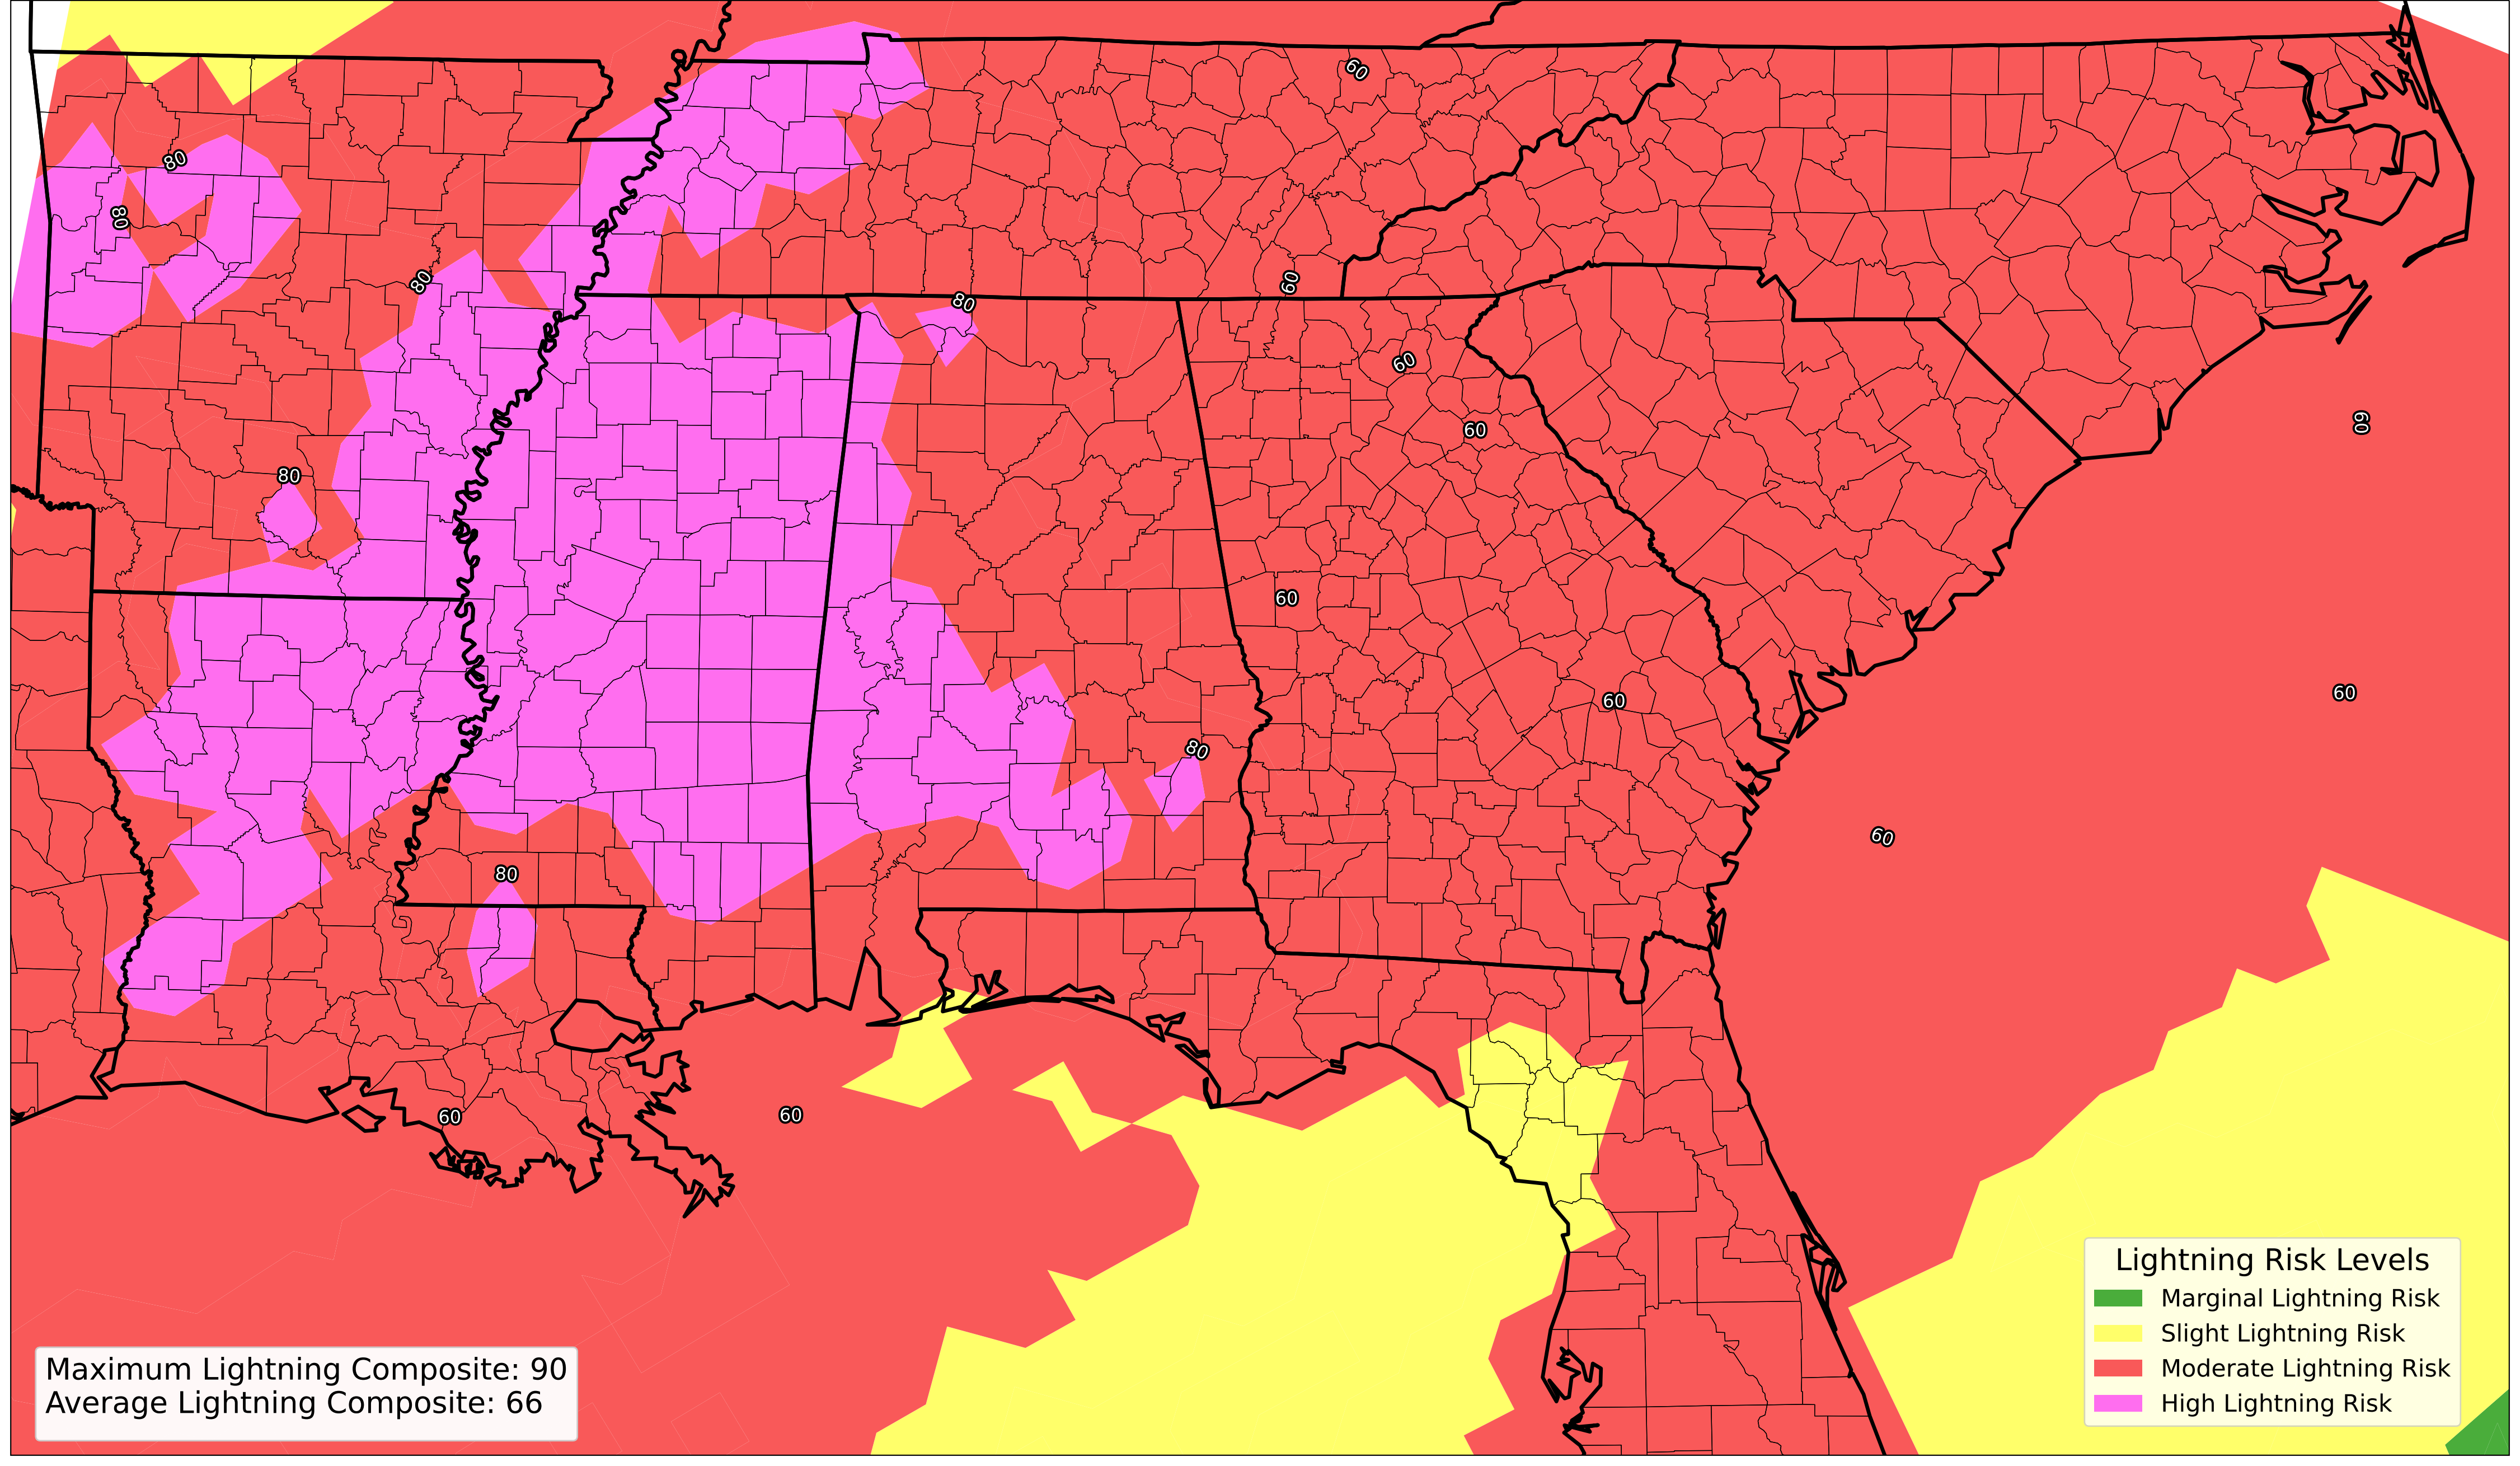 60
80
80
80
80
60
60
60
60
80
60
60
60
80
60
80
60
60
Lightning Risk Levels
Marginal Lightning Risk
Slight Lightning Risk
Moderate Lightning Risk
High Lightning Risk
Maximum Lightning Composite: 90
Average Lightning Composite: 66